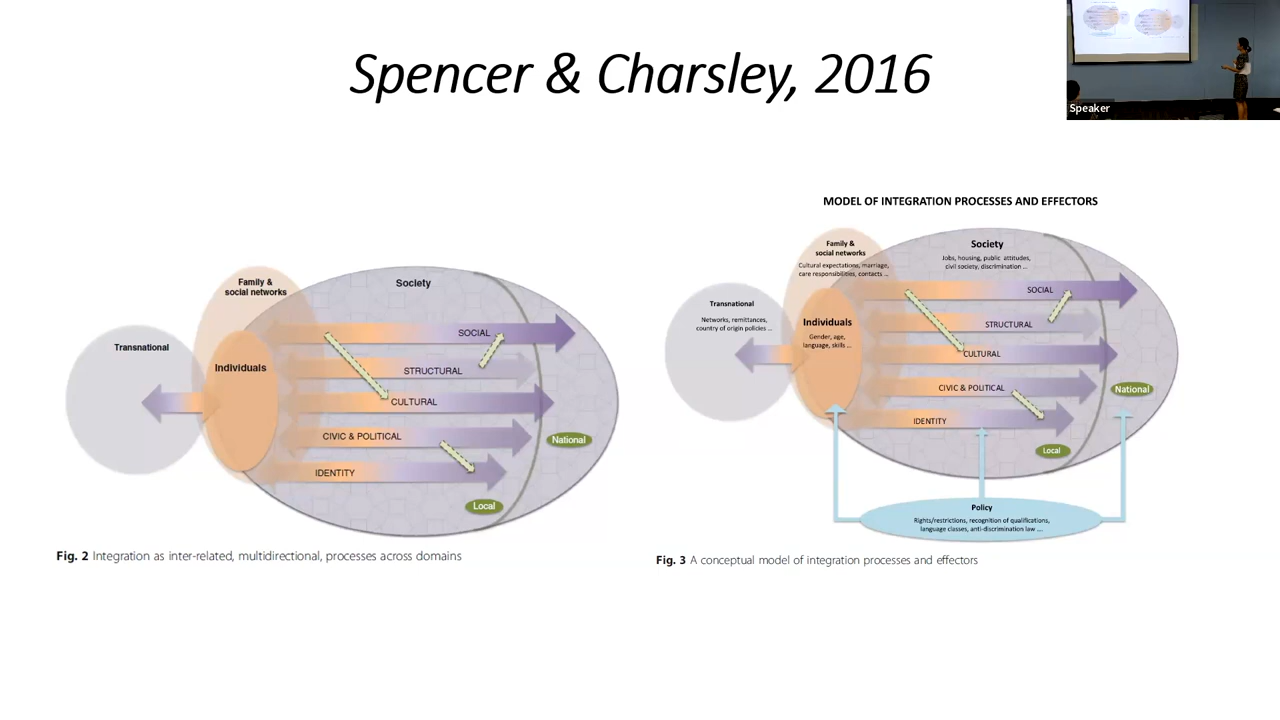 Spencer & Charsley, 2016
Speaker
Family &
social networks
Society
Transnational
Individuals
SOCIAL
STRUCTURAL
CULTURAL
CIVIC & POLITICAL
IDENTITY
National
Local
Fig. 2 Integration as inter-related, multidirectional, processes across domains
MODEL OF INTEGRATION PROCESSES AND EFFECTORS
Family &
social networks
Cultural expectations, marriage,
care responsibilities, contacts ...
Society
Jobs, housing, public attitudes,
civil society, discrimination ...
Transnational
Networks, remittances,
country of origin policies ...
Individuals
Gender, age,
language, skills ...
SOCIAL
STRUCTURAL
CULTURAL
CIVIC & POLITICAL
IDENTITY
National
Local
Policy
Rights/restrictions, recognition of qualifications,
language classes, anti-discrimination law ....
Fig. 3 A conceptual model of integration processes and effectors